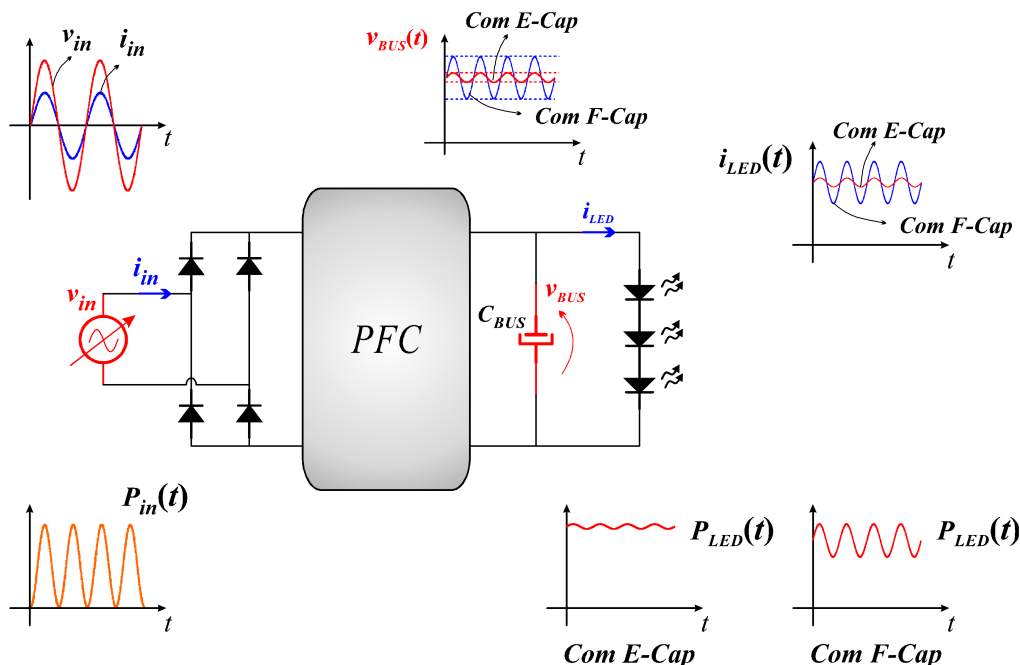 v_in i_in
t
v_BUS(t)
Com E-Cap
Com F-Cap
t
i_LED(t)
Com E-Cap
Com F-Cap
t
i_LED
i_in
v_in
PFC
C_BUS
v_BUS
P_in(t)
t
P_LED(t)
t
Com E-Cap
P_LED(t)
t
Com F-Cap